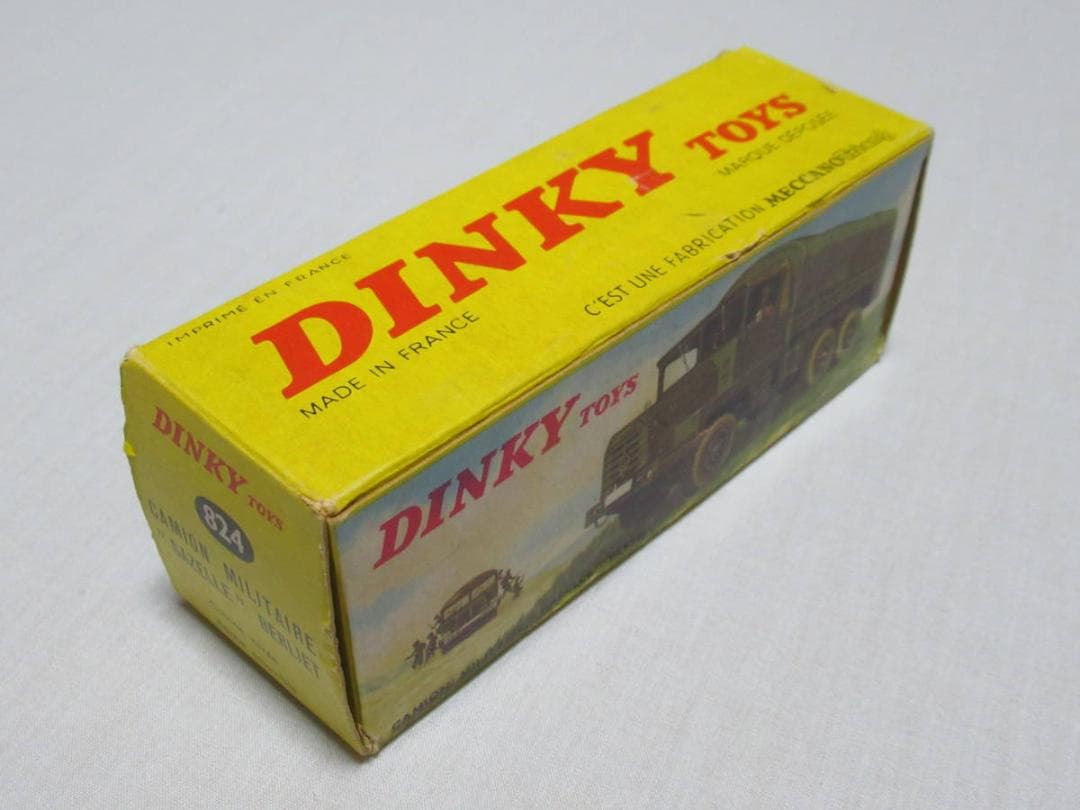 IMPRIMÉ EN FRANCE
DINKY TOYS
MARQUE DÉPOSÉE
MADE IN FRANCE
C'EST UNE FABRICATION MECCANO
DINKY TOYS
824
CAMION MILITAIRE
"GAZELLE" BERLIET
DINKY TOYS
CAMION